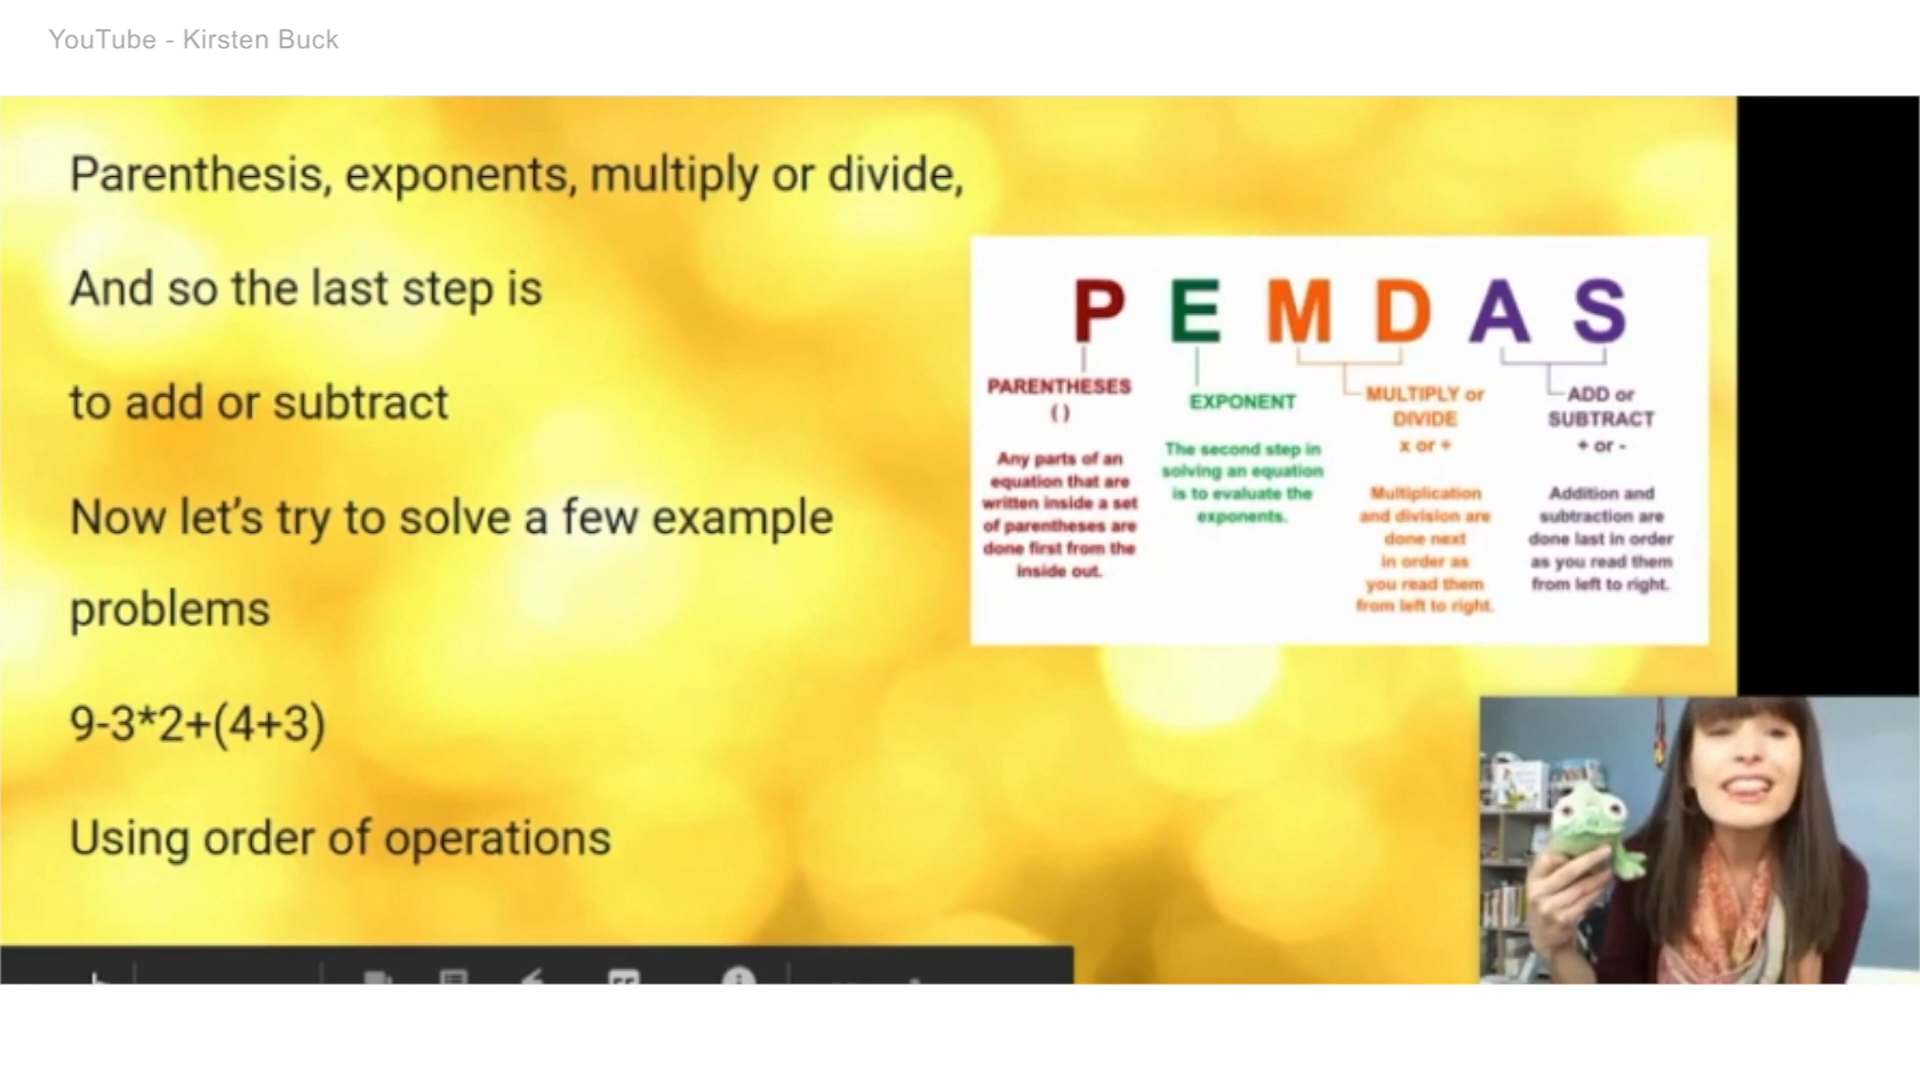 YouTube - Kirsten Buck
Parenthesis, exponents, multiply or divide,
And so the last step is
to add or subtract
Now let's try to solve a few example
problems
9-3*2+(4+3)
Using order of operations
P E M D A S
PARENTHESES
( )
Any parts of an
equation that are
written inside a set
of parentheses are
done first from the
inside out.
EXPONENT
The second step in
solving an equation
is to evaluate the
exponents.
MULTIPLY or
DIVIDE
x or ÷
Multiplication
and division are
done next
in order as
you read them
from left to right.
ADD or
SUBTRACT
+ or -
Addition and
subtraction are
done last in order
as you read them
from left to right.